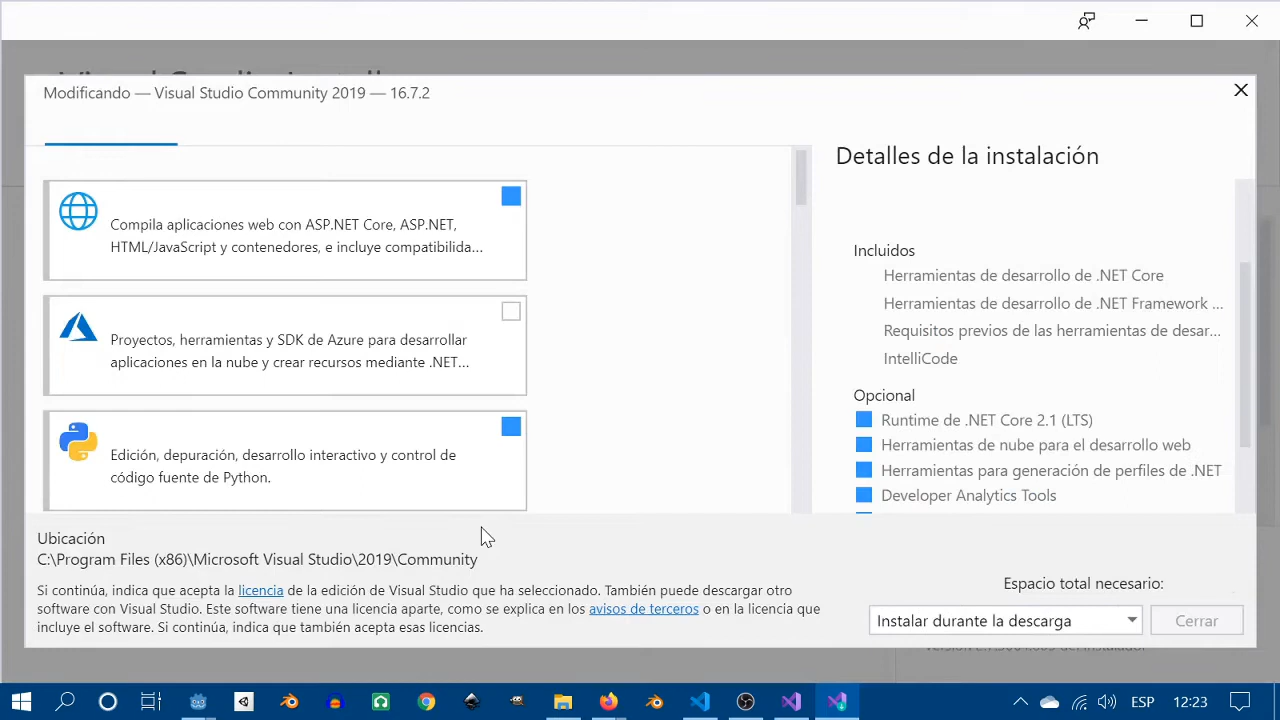 Modificando — Visual Studio Community 2019 — 16.7.2
Compila aplicaciones web con ASP.NET Core, ASP.NET,
HTML/JavaScript y contenedores, e incluye compatibilida...
Proyectos, herramientas y SDK de Azure para desarrollar
aplicaciones en la nube y crear recursos mediante .NET...
Edición, depuración, desarrollo interactivo y control de
código fuente de Python.
Detalles de la instalación
Incluidos
Herramientas de desarrollo de .NET Core
Herramientas de desarrollo de .NET Framework ...
Requisitos previos de las herramientas de desar...
IntelliCode
Opcional
Runtime de .NET Core 2.1 (LTS)
Herramientas de nube para el desarrollo web
Herramientas para generación de perfiles de .NET
Developer Analytics Tools
Ubicación
C:\Program Files (x86)\Microsoft Visual Studio\2019\Community
Si continúa, indica que acepta la licencia de la edición de Visual Studio que ha seleccionado. También puede descargar otro
software con Visual Studio. Este software tiene una licencia aparte, como se explica en los avisos de terceros o en la licencia que
incluye el software. Si continúa, indica que también acepta esas licencias.
Espacio total necesario:
Instalar durante la descarga
Cerrar
ESP
12:23